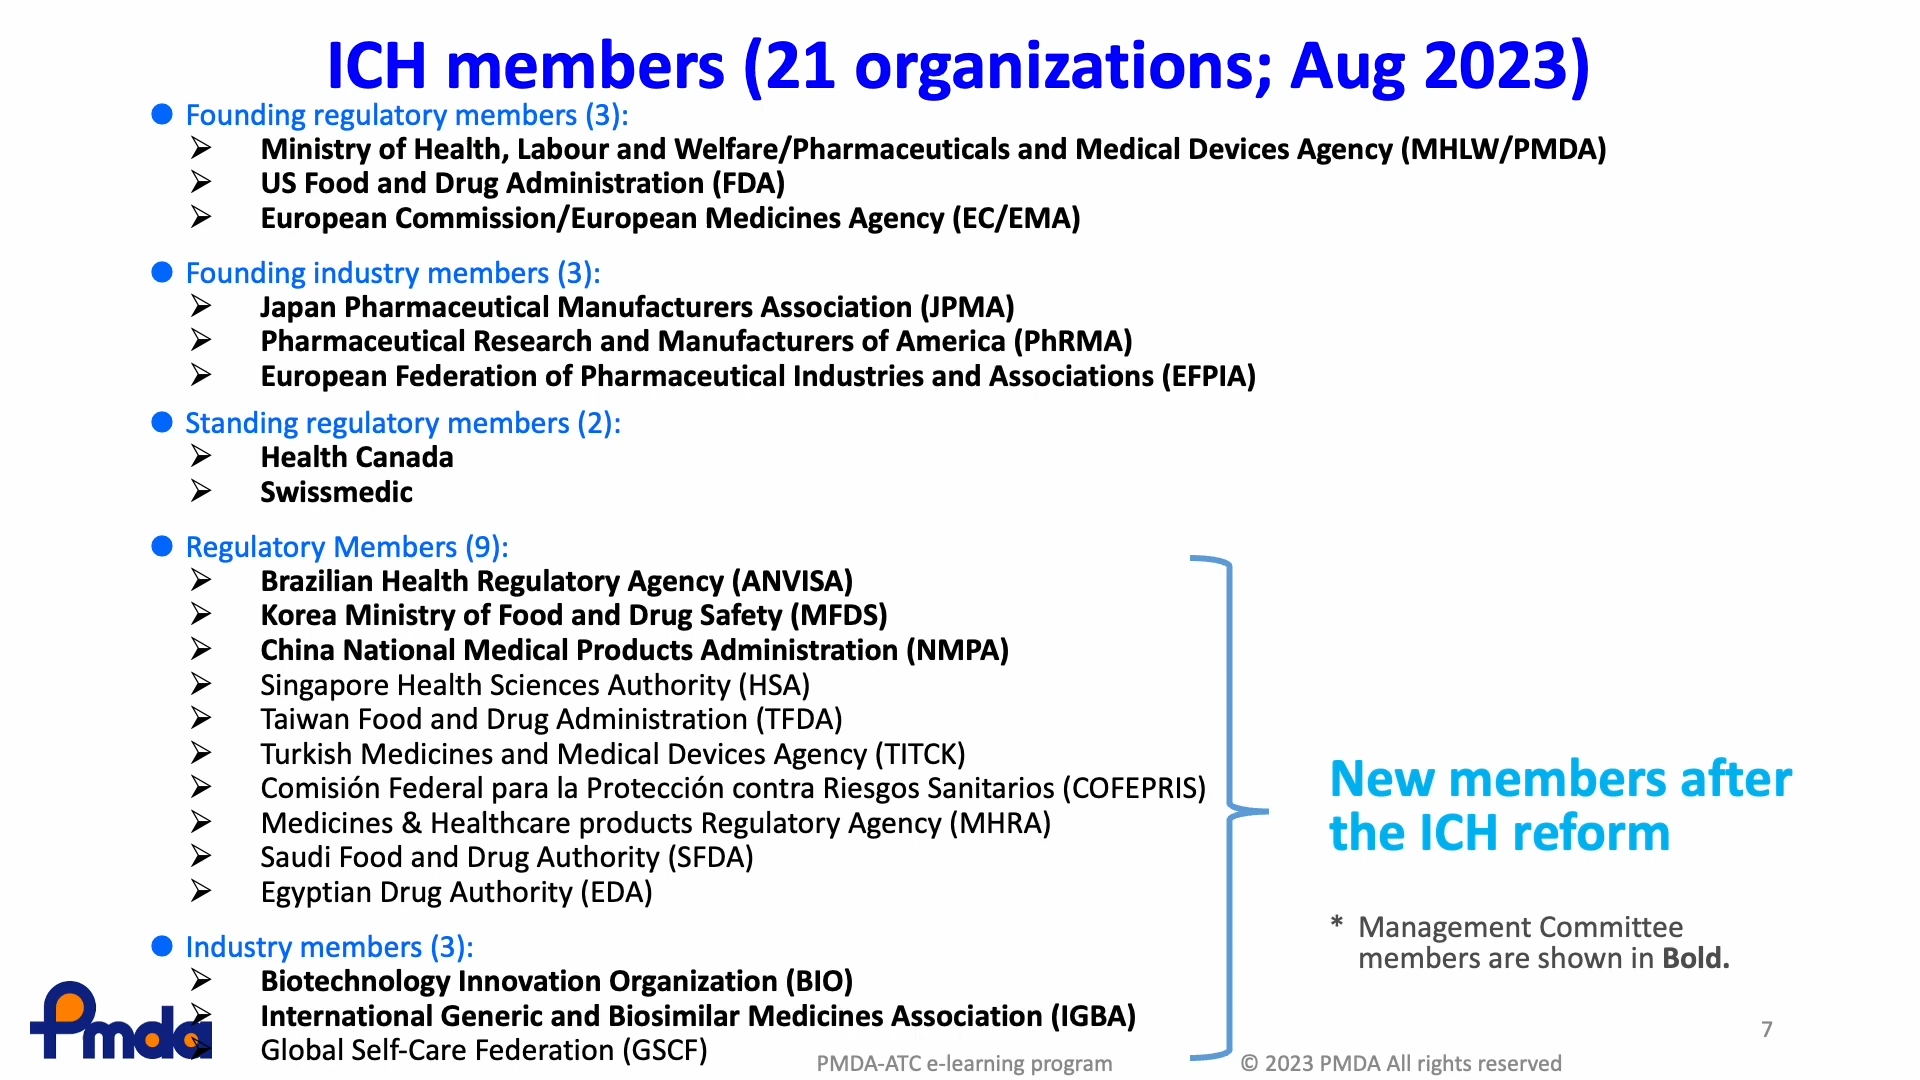 ICH members (21 organizations; Aug 2023)
Founding regulatory members (3):
Ministry of Health, Labour and Welfare/Pharmaceuticals and Medical Devices Agency (MHLW/PMDA)
US Food and Drug Administration (FDA)
European Commission/European Medicines Agency (EC/EMA)
Founding industry members (3):
Japan Pharmaceutical Manufacturers Association (JPMA)
Pharmaceutical Research and Manufacturers of America (PhRMA)
European Federation of Pharmaceutical Industries and Associations (EFPIA)
Standing regulatory members (2):
Health Canada
Swissmedic
Regulatory Members (9):
Brazilian Health Regulatory Agency (ANVISA)
Korea Ministry of Food and Drug Safety (MFDS)
China National Medical Products Administration (NMPA)
Singapore Health Sciences Authority (HSA)
Taiwan Food and Drug Administration (TFDA)
Turkish Medicines and Medical Devices Agency (TITCK)
Comisión Federal para la Protección contra Riesgos Sanitarios (COFEPRIS)
Medicines & Healthcare products Regulatory Agency (MHRA)
Saudi Food and Drug Authority (SFDA)
Egyptian Drug Authority (EDA)
Industry members (3):
Biotechnology Innovation Organization (BIO)
International Generic and Biosimilar Medicines Association (IGBA)
Global Self-Care Federation (GSCF)
New members after
the ICH reform
* Management Committee
members are shown in Bold.
Pmda
PMDA-ATC e-learning program
© 2023 PMDA All rights reserved
7